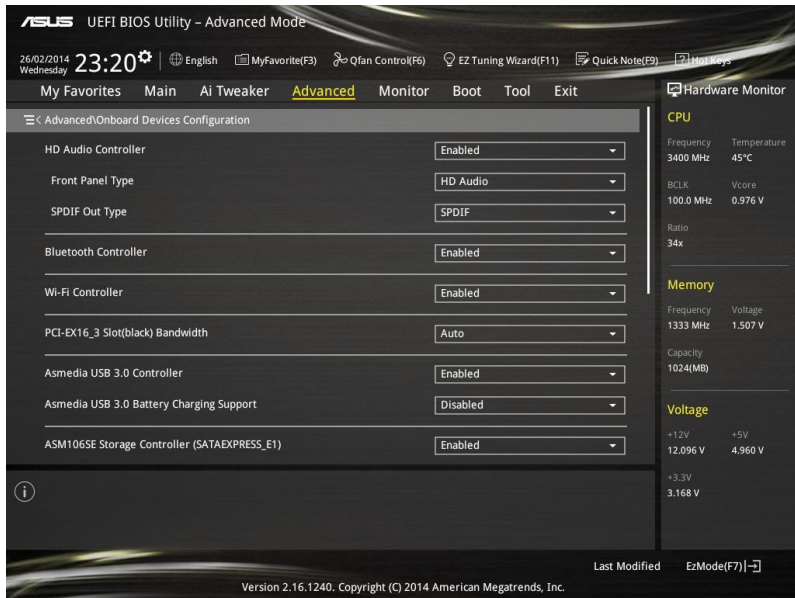 ASUS UEFI BIOS Utility – Advanced Mode
26/02/2014
Wednesday
23:20
English
MyFavorite(F3)
Qfan Control(F6)
EZ Tuning Wizard(F11)
Quick Note(F9)
? Hot Keys
My Favorites Main Ai Tweaker Advanced Monitor Boot Tool Exit
Advanced\Onboard Devices Configuration
HD Audio Controller Enabled
Front Panel Type HD Audio
SPDIF Out Type SPDIF
Bluetooth Controller Enabled
Wi-Fi Controller Enabled
PCI-EX16_3 Slot(black) Bandwidth Auto
Asmedia USB 3.0 Controller Enabled
Asmedia USB 3.0 Battery Charging Support Disabled
ASM106SE Storage Controller (SATAEXPRESS_E1) Enabled
i
Hardware Monitor
CPU
Frequency Temperature
3400 MHz 45°C
BCLK Vcore
100.0 MHz 0.976 V
Ratio
34x
Memory
Frequency Voltage
1333 MHz 1.507 V
Capacity
1024(MB)
Voltage
+12V +5V
12.096 V 4.960 V
+3.3V
3.168 V
Last Modified EzMode(F7)
Version 2.16.1240. Copyright (C) 2014 American Megatrends, Inc.